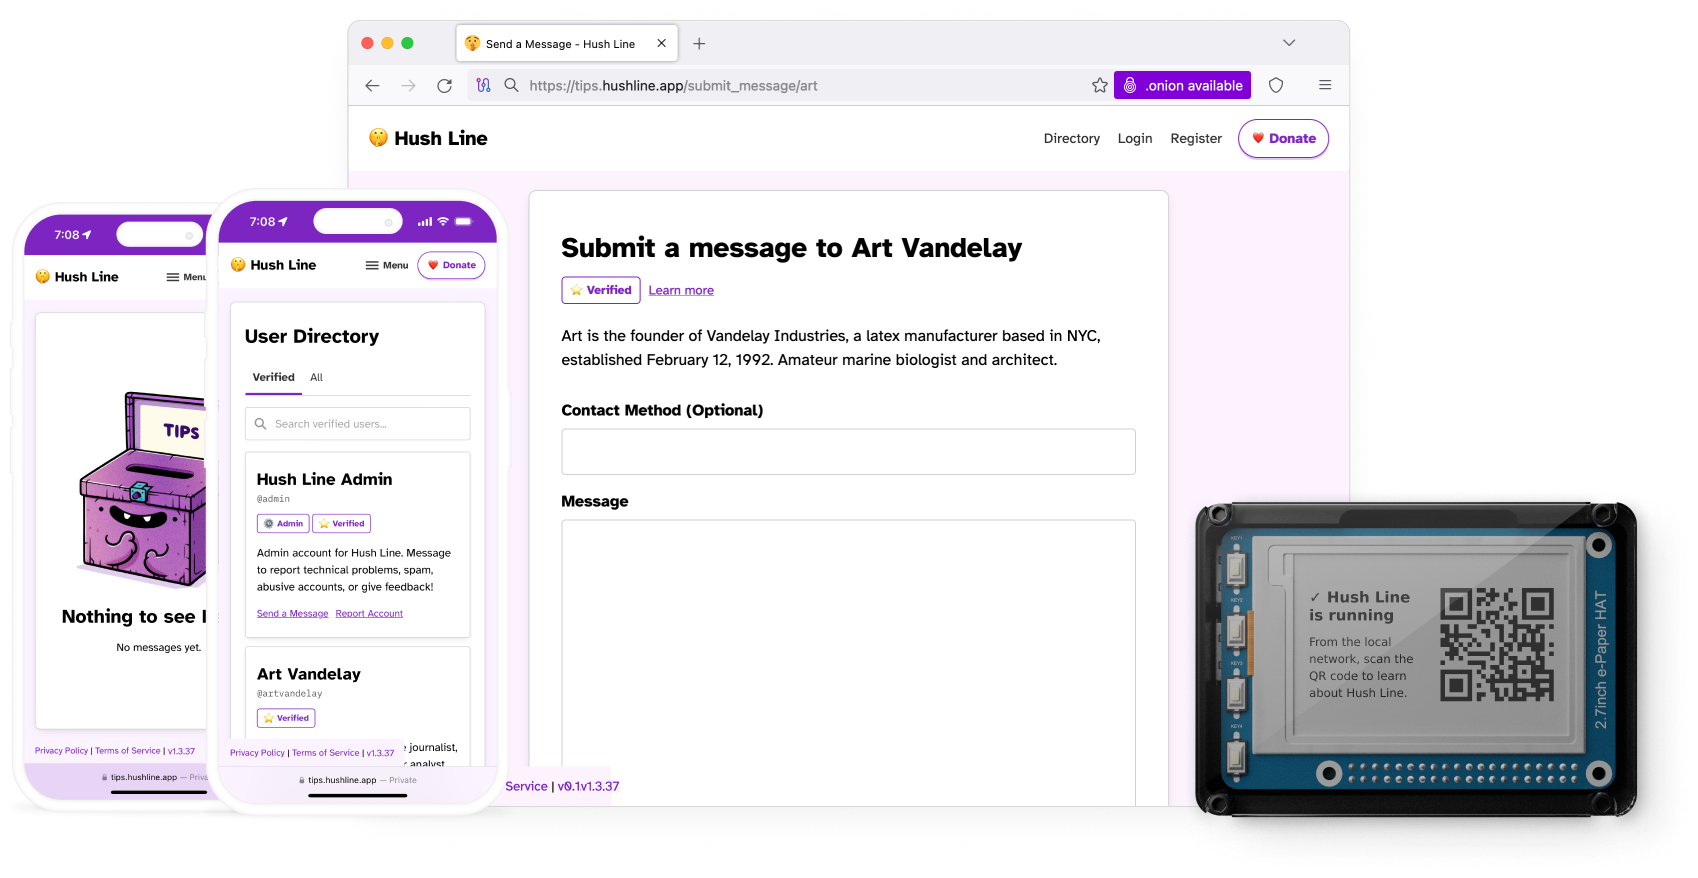 Send a Message - Hush Line
https://tips.hushline.app/submit_message/art
.onion available
Hush Line
Directory
Login
Register
Donate
Submit a message to Art Vandelay
Verified
Learn more
Art is the founder of Vandelay Industries, a latex manufacturer based in NYC,
established February 12, 1992. Amateur marine biologist and architect.
Contact Method (Optional)
Message
Service | v0.1.v1.3.37
7:08
Hush Line
Menu
TIPS
Nothing to see
No messages yet.
Privacy Policy | Terms of Service | v1.3.37
tips.hushline.app — Priva
7:08
Hush Line
Menu
Donate
User Directory
Verified
All
Search verified users...
Hush Line Admin
@admin
Admin
Verified
Admin account for Hush Line. Message
to report technical problems, spam,
abusive accounts, or give feedback!
Send a Message
Report Account
Art Vandelay
@artvandelay
Verified
journalist,
analyst
Privacy Policy | Terms of Service | v1.3.37
tips.hushline.app — Private
KEY1
KEY2
KEY3
KEY4
✓ Hush Line
is running
From the local
network, scan the
QR code to learn
about Hush Line.
2.7inch e-Paper HAT